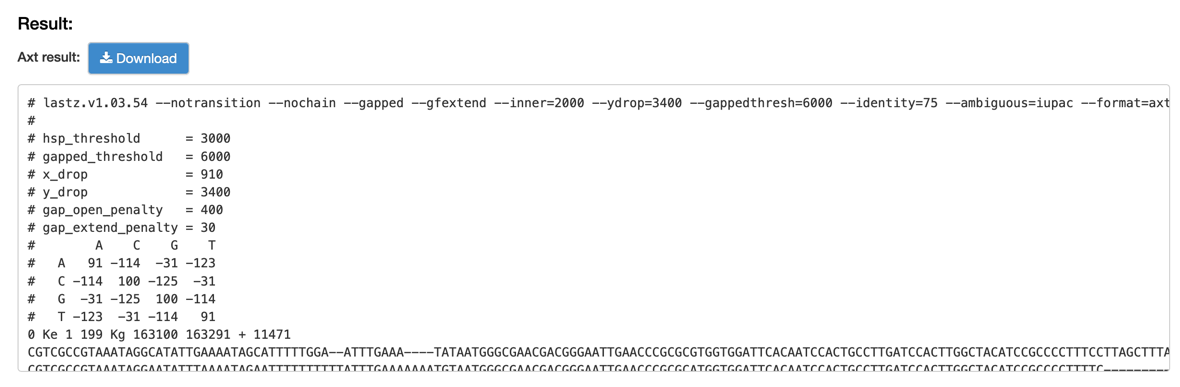 Result:
Axt result: Download
# lastz.v1.03.54 --notransition --nochain --gapped --gfextend --inner=2000 --ydrop=3400 --gappedthresh=6000 --identity=75 --ambiguous=iupac --format=axt
#
# hsp_threshold      = 3000
# gapped_threshold   = 6000
# x_drop             = 910
# y_drop             = 3400
# gap_open_penalty   = 400
# gap_extend_penalty = 30
#        A    C    G    T
#   A   91 -114  -31 -123
#   C -114  100 -125  -31
#   G  -31 -125  100 -114
#   T -123  -31 -114   91
0 Ke 1 199 Kg 163100 163291 + 11471
CGTCGCCGTAAATAGGCATATTGAAAATAGCATTTTTGGA--ATTTGAAA----TATAATGGGCGAACGACGGGAATTGAACCCGCGCGTGGTGGATTCACAATCCACTGCCTTGATCCACTTGGCTACATCCGCCCCTTTCCTTAGCTTTA
CGTCGCCGTAAATAGGAATATTTAAAATAGAATTTTTTTTTTATTTGAAAAAAATGTAATGGGCGAACGACGGGAATTGAACCCGCGCATGGTGGATTCACAATCCACTGCCTTGATCCACTTGGCTACATCCGCCCCTTTTC---------